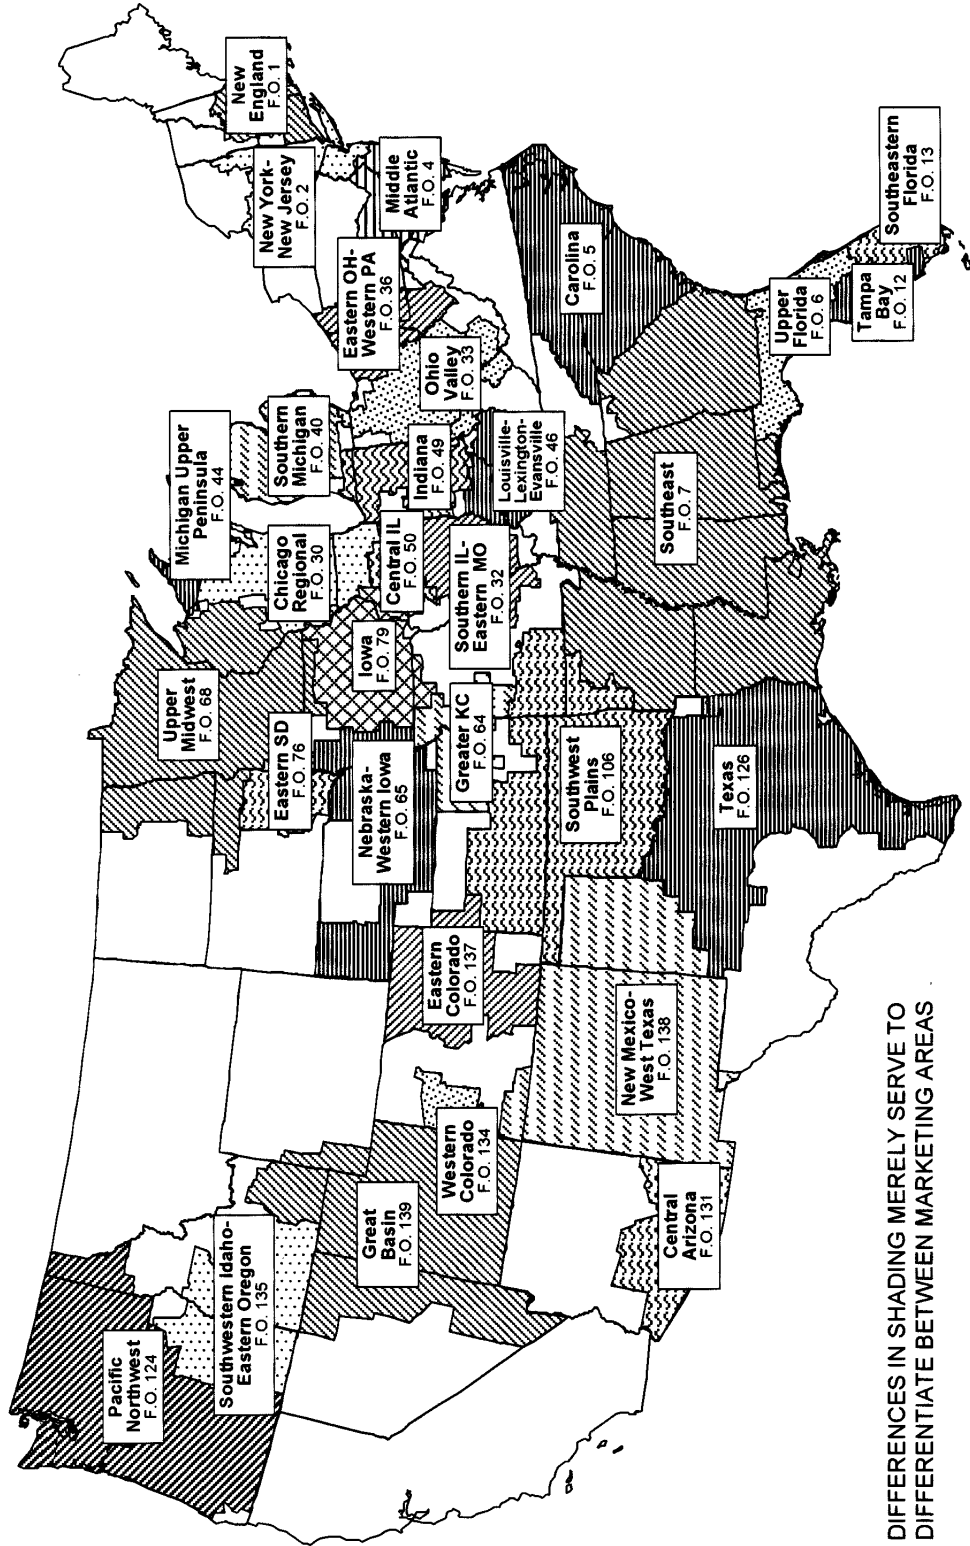 Pacific
Northwest
F.O. 124
Southwestern Idaho-
Eastern Oregon
F.O. 135
Great
Basin
F.O. 139
Western
Colorado
F.O. 134
Central
Arizona
F.O. 131
Eastern
Colorado
F.O. 137
New Mexico-
West Texas
F.O. 138
Upper
Midwest
F.O. 68
Eastern SD
F.O. 76
Nebraska-
Western Iowa
F.O. 65
Iowa
F.O. 79
Greater KC
F.O. 64
Southwest
Plains
F.O. 106
Texas
F.O. 126
Michigan Upper
Peninsula
F.O. 44
Chicago
Regional
F.O. 30
Central IL
F.O. 50
Southern IL-
Eastern MO
F.O. 32
Southern
Michigan
F.O. 40
Indiana
F.O. 49
Louisville-
Lexington-
Evansville
F.O. 46
Southeast
F.O. 7
Ohio
Valley
F.O. 33
Eastern OH-
Western PA
F.O. 36
New York-
New Jersey
F.O. 2
New
England
F.O. 1
Middle
Atlantic
F.O. 4
Carolina
F.O. 5
Upper
Florida
F.O. 6
Tampa
Bay
F.O. 12
Southeastern
Florida
F.O. 13
DIFFERENCES IN SHADING MERELY SERVE TO
DIFFERENTIATE BETWEEN MARKETING AREAS